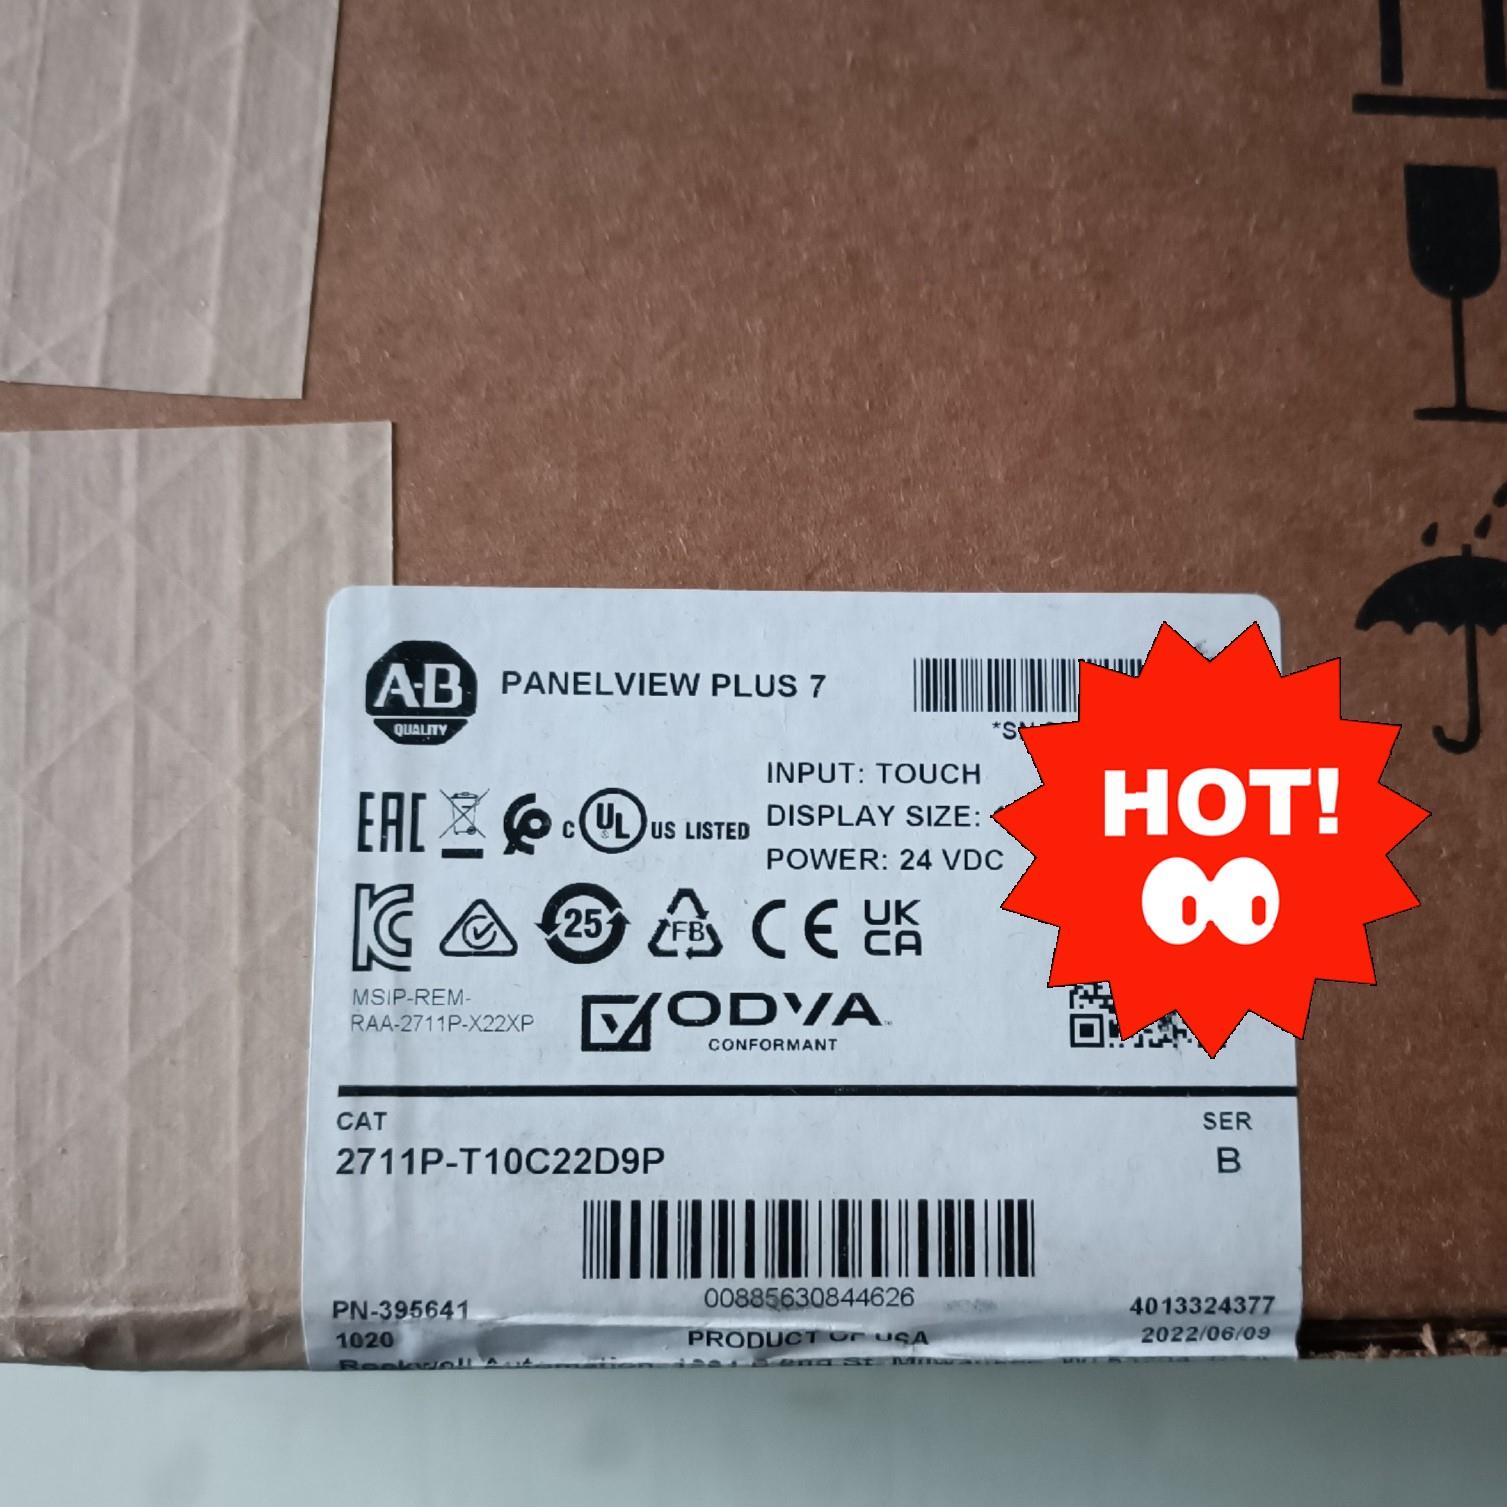 A-B
QUALITY
PANELVIEW PLUS 7
INPUT: TOUCH
DISPLAY SIZE:
POWER: 24 VDC
HOT!
EAC
C UL US LISTED
25
FB
CE
UK
CA
MSIP-REM-
RAA-2711P-X22XP
ODVA
CONFORMANT
CAT
SER
2711P-T10C22D9P
B
00885630844626
PN-395641
4013324377
1020
PRODUCT OF USA
2022/06/09
Rockwell Automation